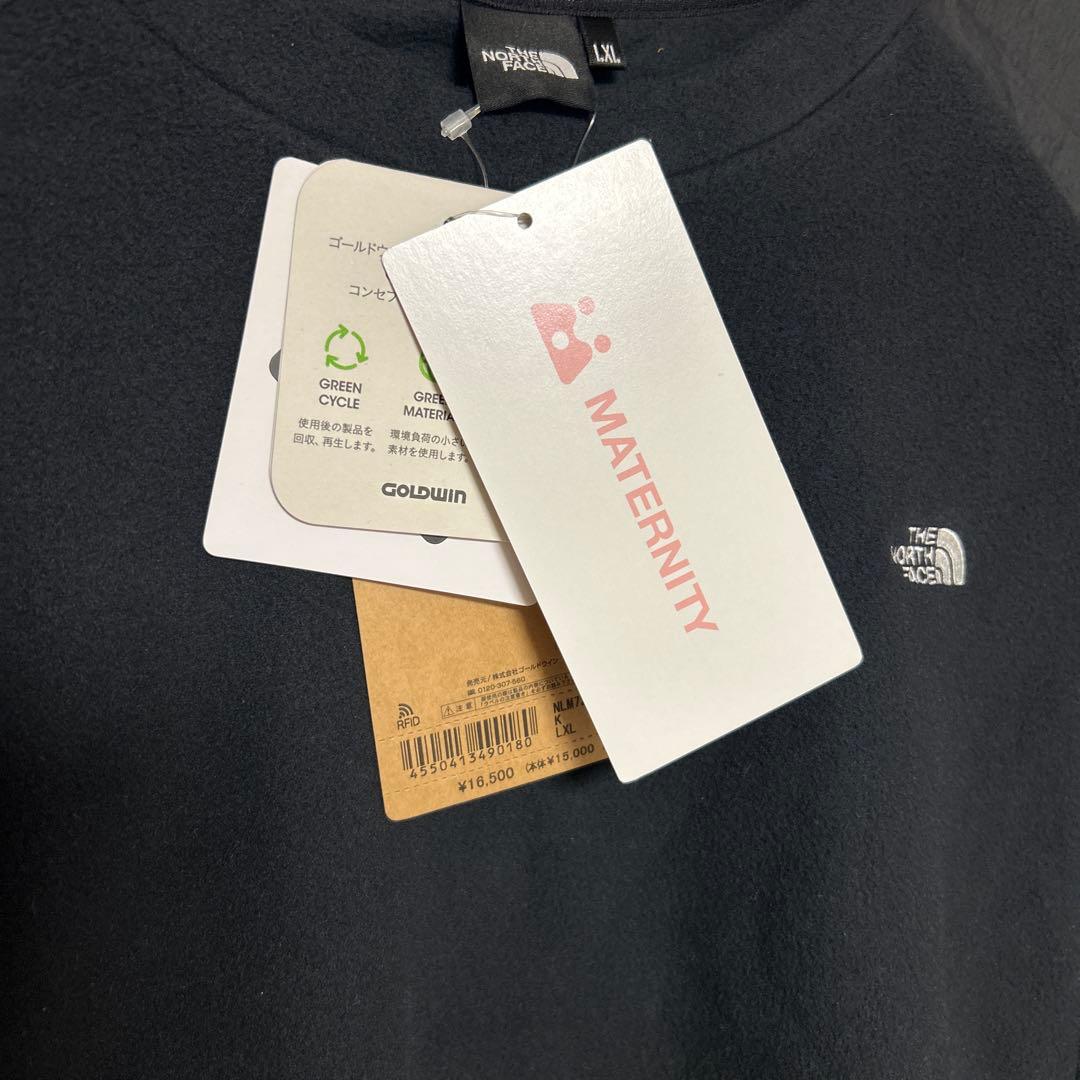 THE
NORTH
FACE
L.XL
ゴールドウ
コンセプ
GREEN
CYCLE
使用後の製品を
回収、再生します。
GREE
MATERIA
環境負荷の小さい
素材を使用します。
GOLDWIN
MATERNITY
THE
NORTH
FACE
発売元/株式会社ゴールドウイン
0120-307-560
注意
RFID
NLM7
K
LXL
4550413490180
¥16,500 (本体¥15,000